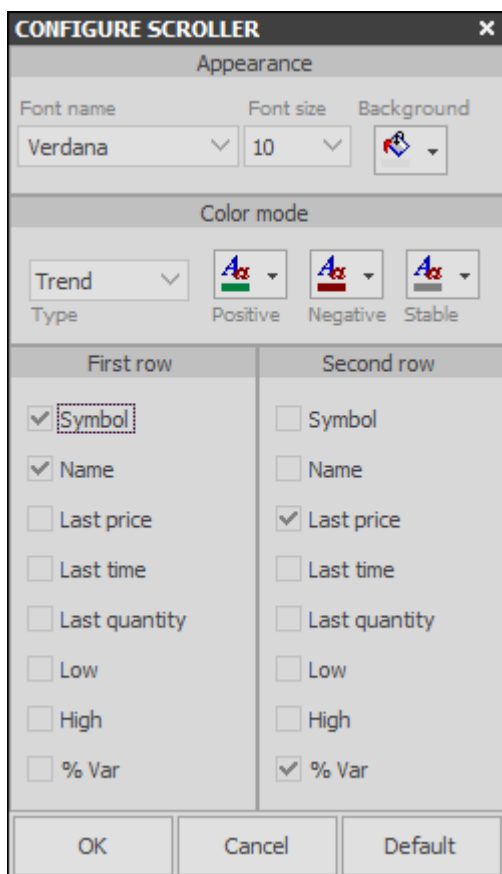 CONFIGURE SCROLLER
Appearance
Font name Font size Background
Verdana 10
Color mode
Trend
Type Positive Negative Stable
First row Second row
Symbol Symbol
Name Name
Last price Last price
Last time Last time
Last quantity Last quantity
Low Low
High High
% Var % Var
OK Cancel Default